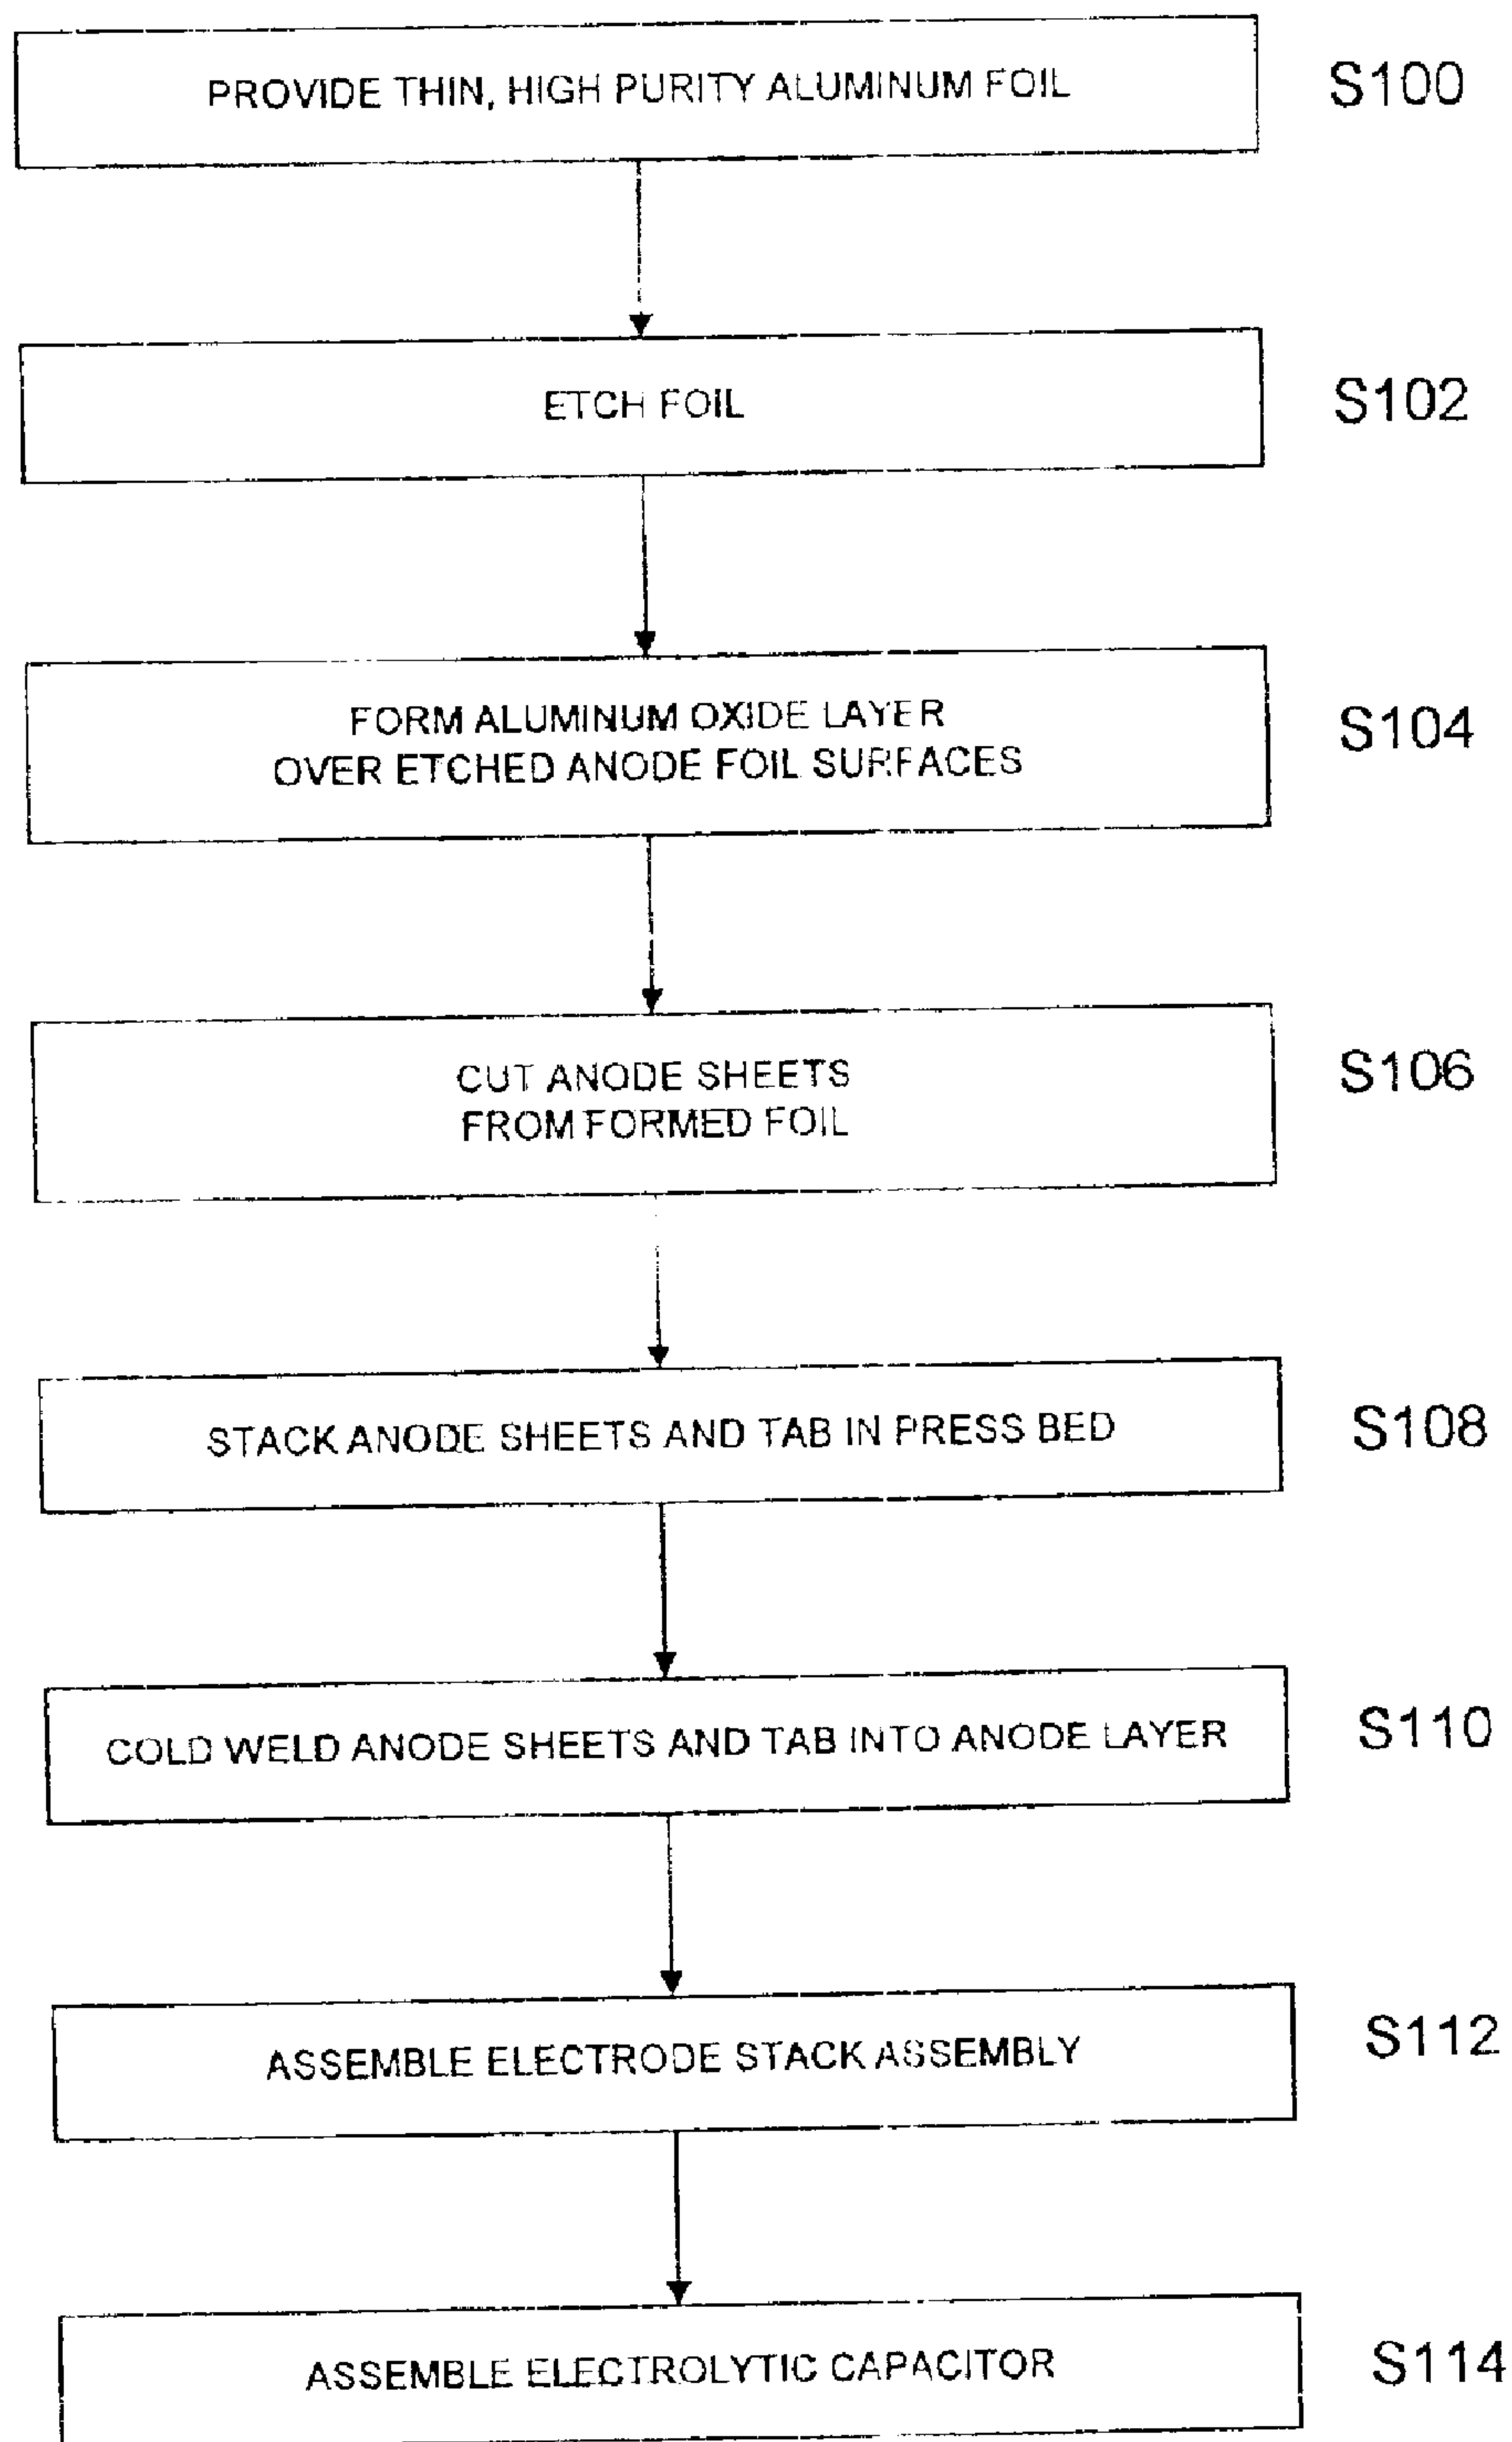 PROVIDE THIN, HIGH PURITY ALUMINUM FOIL
S100
ETCH FOIL
S102
FORM ALUMINUM OXIDE LAYER
OVER ETCHED ANODE FOIL SURFACES
S104
CUT ANODE SHEETS
FROM FORMED FOIL
S106
STACK ANODE SHEETS AND TAB IN PRESS BED
S108
COLD WELD ANODE SHEETS AND TAB INTO ANODE LAYER
S110
ASSEMBLE ELECTRODE STACK ASSEMBLY
S112
ASSEMBLE ELECTROLYTIC CAPACITOR
S114